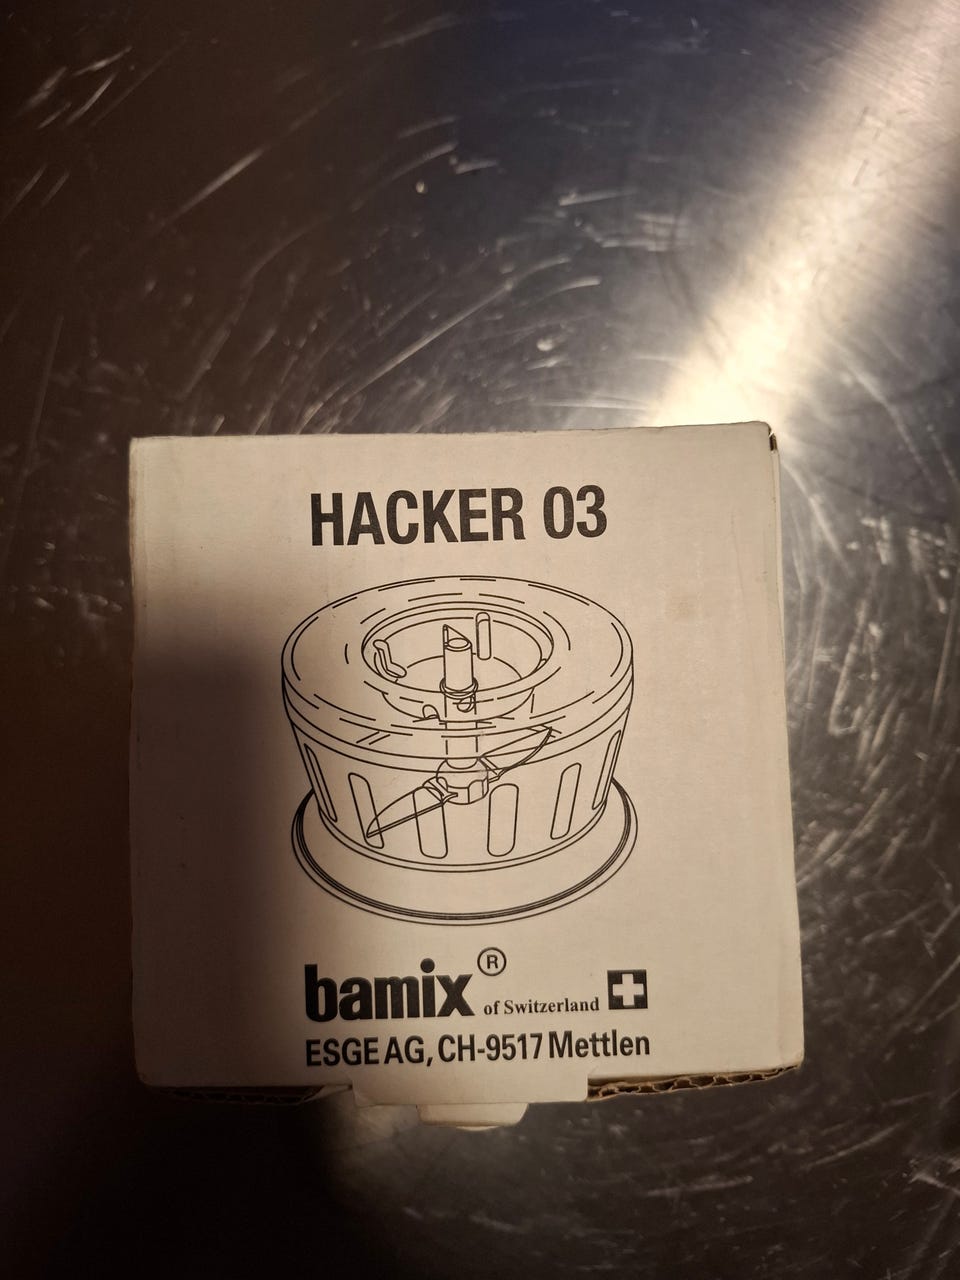 HACKER 03
bamix® of Switzerland
ESGE AG, CH-9517 Mettlen